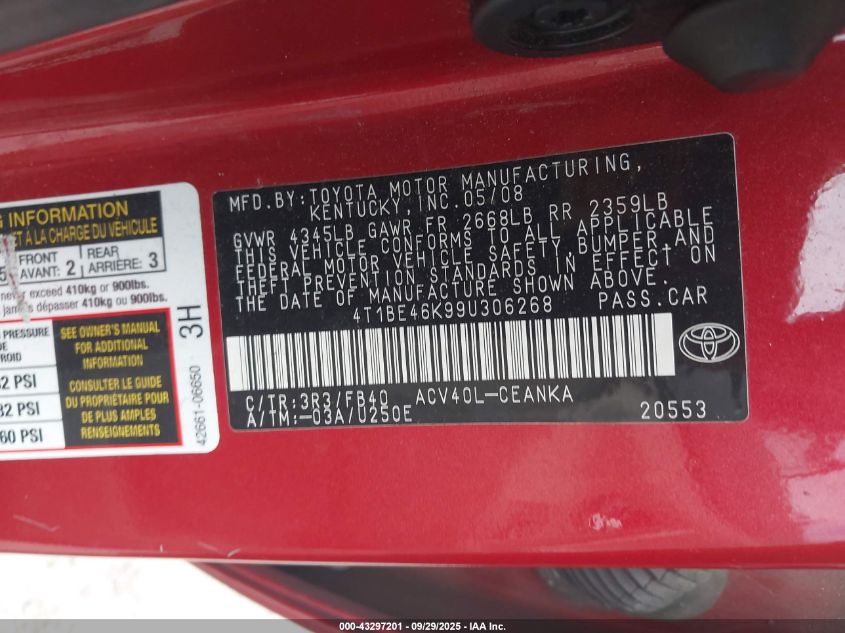 G INFORMATION
ET À LA CHARGE DU VÉHICULE
5 FRONT AVANT: 2 REAR ARRIÈRE: 3
never exceed 410kg or 900lbs.
jamais dépasser 410kg ou 900lbs.
PRESSURE
SEE OWNER'S MANUAL
FOR ADDITIONAL
INFORMATION
CONSULTER LE GUIDE
DE PLUS AMPLES
RENSEIGNEMENTS
32 PSI
60 PSI
3H
42661-06650
MFD.BY:TOYOTA MOTOR MANUFACTURING,
KENTUCKY,INC.05/08
GVWR 4345LB GAWR FR 2668LB RR 2359LB
THIS VEHICLE CONFORMS TO ALL APPLICABLE
FEDERAL MOTOR VEHICLE SAFETY,BUMPER,AND
THEFT PREVENTION STANDARDS IN EFFECT ON
THE DATE OF MANUFACTURE SHOWN ABOVE.
4T1BE46K99U306268 PASS.CAR
C/TR:3R3/FB40 ACV40L-CEANKA
A/TM:-03A/U250E 20553
000-43297201 - 09/29/2025 - IAA Inc.